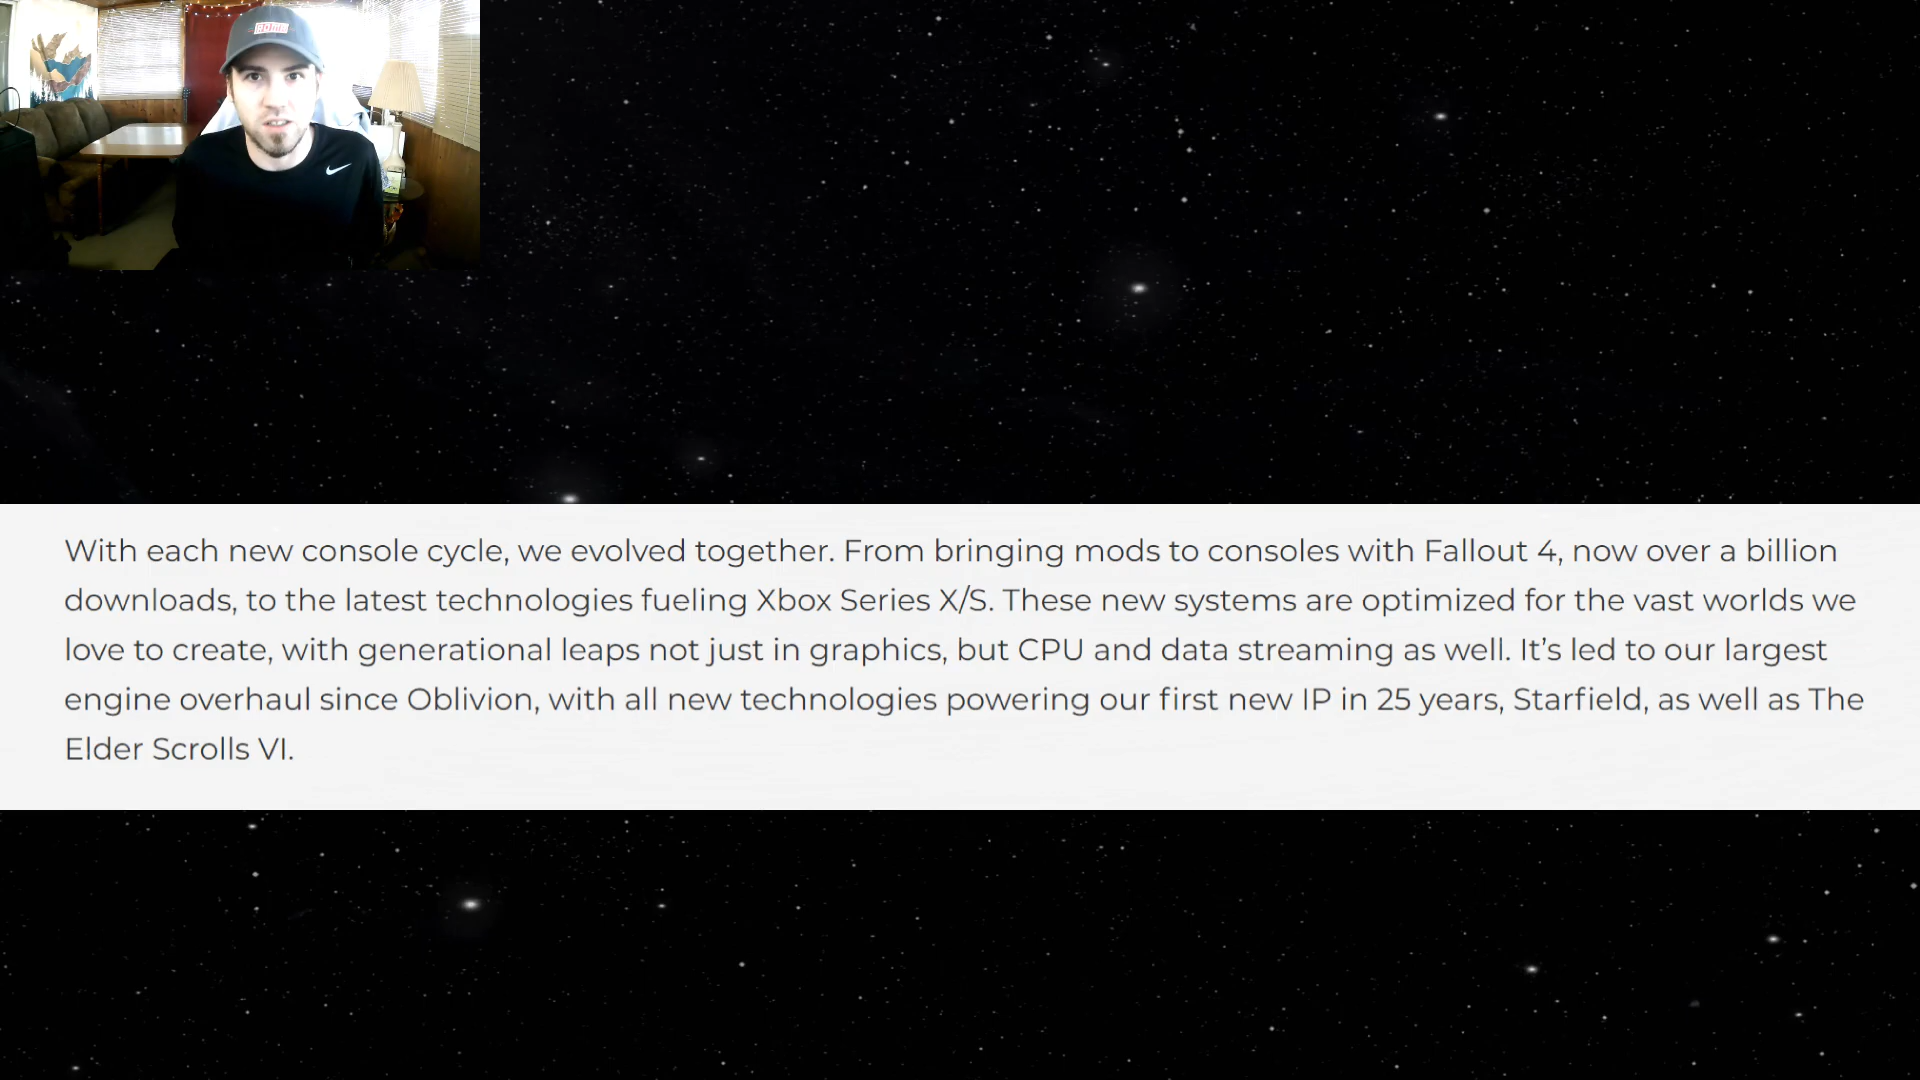 With each new console cycle, we evolved together. From bringing mods to consoles with Fallout 4, now over a billion
downloads, to the latest technologies fueling Xbox Series X/S. These new systems are optimized for the vast worlds we
love to create, with generational leaps not just in graphics, but CPU and data streaming as well. It’s led to our largest
engine overhaul since Oblivion, with all new technologies powering our first new IP in 25 years, Starfield, as well as The
Elder Scrolls VI.